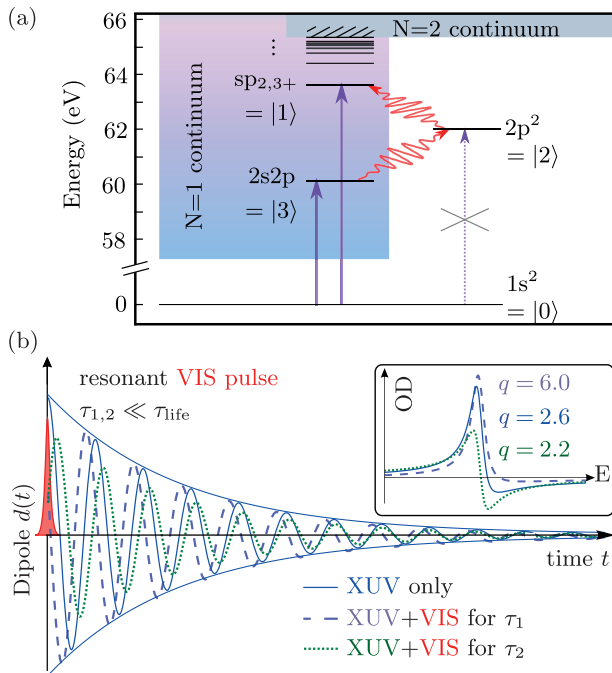 (a)
66
64
62
60
58
0
Energy (eV)
N=1 continuum
N=2 continuum
⋮
sp₂,₃₊
= |1⟩
2p²
= |2⟩
2s2p
= |3⟩
1s²
= |0⟩
(b)
resonant VIS pulse
τ₁,₂ ≪ τ_life
Dipole d(t)
time t
OD
E
q = 6.0
q = 2.6
q = 2.2
XUV only
XUV+VIS for τ₁
XUV+VIS for τ₂